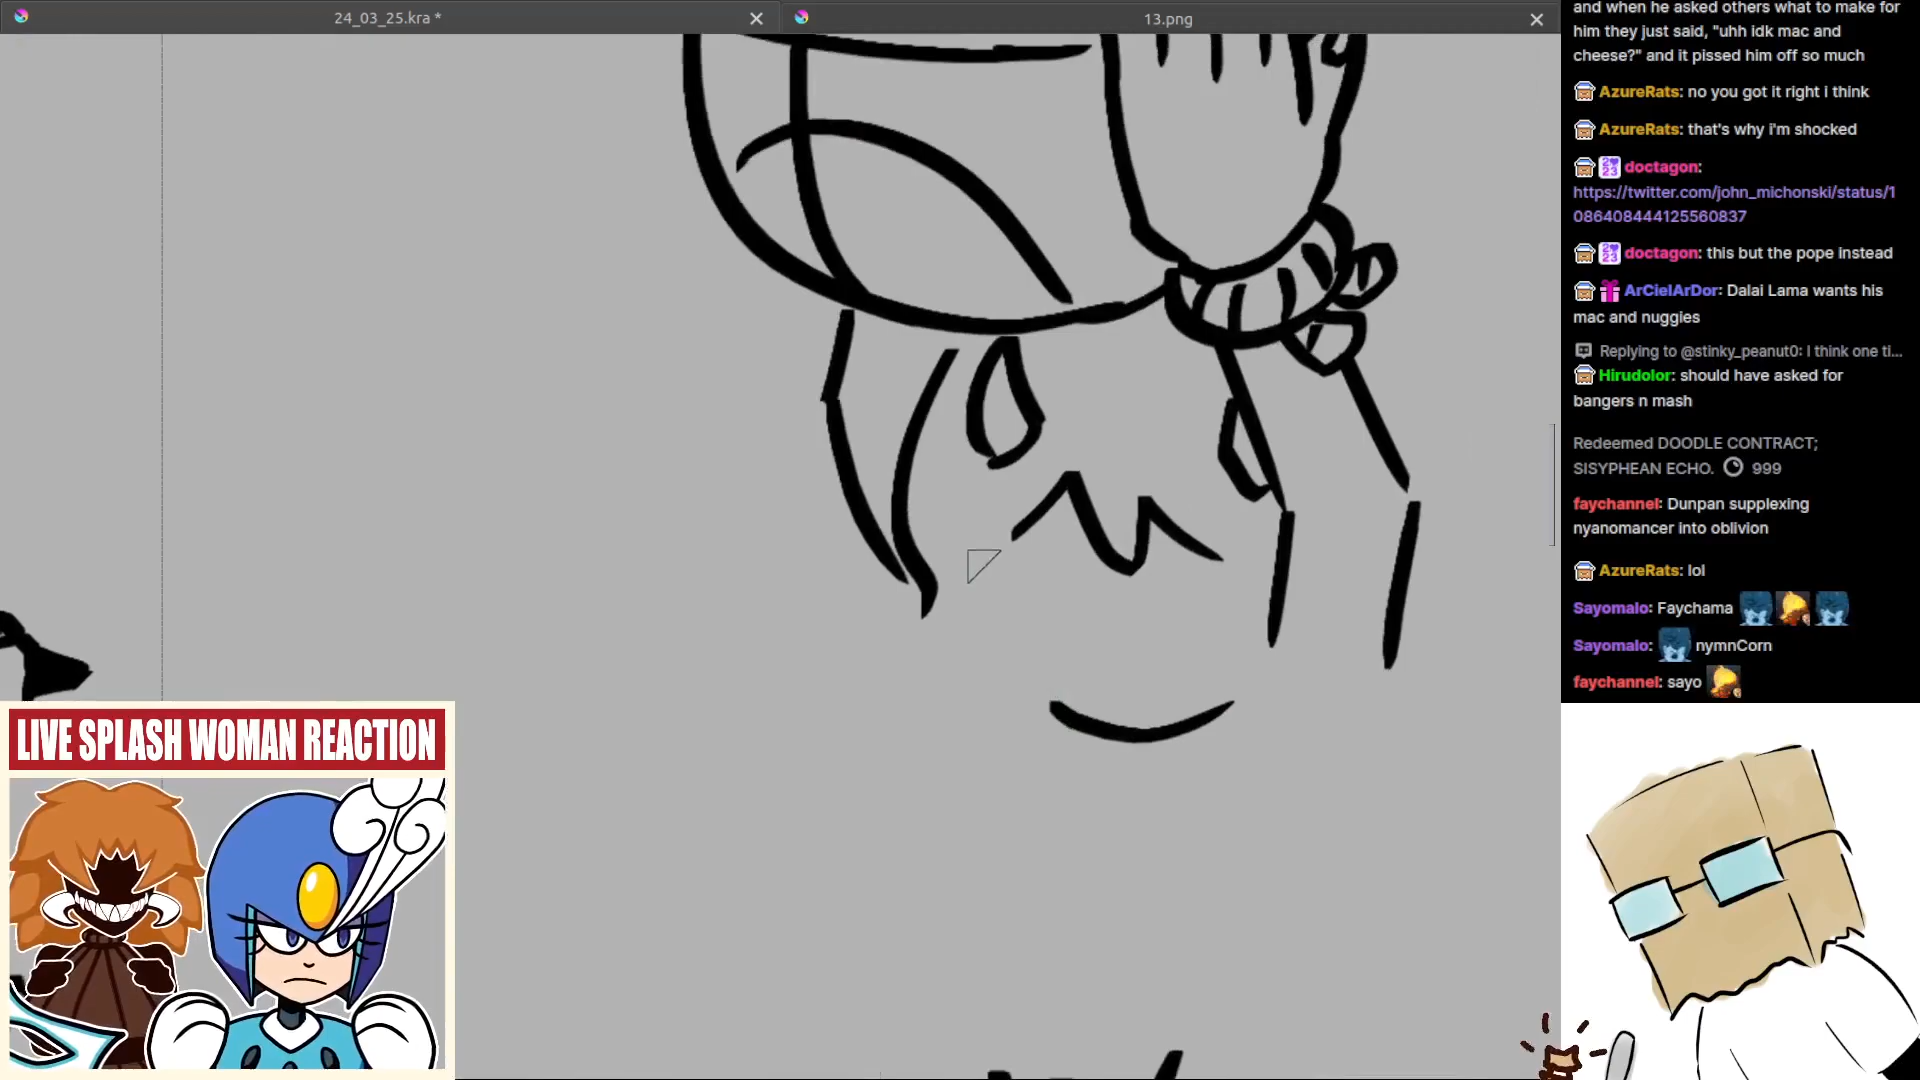 24_03_25.kra *
13.png
and when he asked others what to make for
him they just said, "uhh idk mac and
cheese?" and it pissed him off so much
AzureRats: no you got it right i think
AzureRats: that's why i'm shocked
doctagon:
https://twitter.com/john_michonski/status/1
086408444125560837
doctagon: this but the pope instead
ArCielArDor: Dalai Lama wants his
mac and nuggies
Replying to @stinky_peanut0: I think one ti...
Hirudolor: should have asked for
bangers n mash
Redeemed DOODLE CONTRACT;
SISYPHEAN ECHO. 999
faychannel: Dunpan supplexing
nyanomancer into oblivion
AzureRats: lol
Sayomalo: Faychama
Sayomalo: nymnCorn
faychannel: sayo
LIVE SPLASH WOMAN REACTION